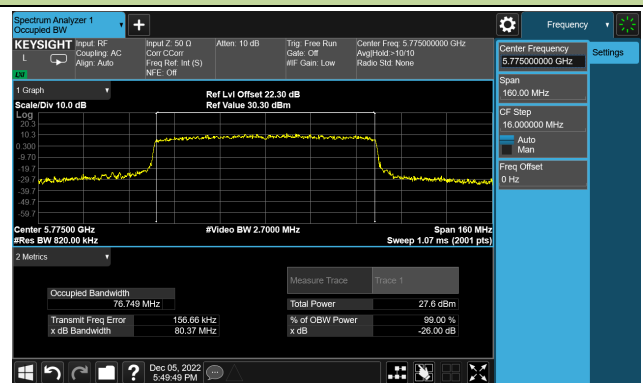 Spectrum Analyzer 1
Occupied BW
Frequency
KEYSIGHT
L
LXI
Input: RF
Coupling: AC
Align: Auto
Input Z: 50 Ω
Corr CCorr
Freq Ref: Int (S)
NFE: Off
Atten: 10 dB
Trig: Free Run
Gate: Off
#IF Gain: Low
Center Freq: 5.775000000 GHz
Avg|Hold:>10/10
Radio Std: None
Center Frequency
5.775000000 GHz
Settings
Span
160.00 MHz
CF Step
16.000000 MHz
Auto
Man
Freq Offset
0 Hz
1 Graph
Scale/Div 10.0 dB
Ref Lvl Offset 22.30 dB
Ref Value 30.30 dBm
Log
20.3
10.3
0.300
-9.70
-19.7
-29.7
-39.7
-49.7
-59.7
Center 5.77500 GHz
#Res BW 820.00 kHz
#Video BW 2.7000 MHz
Span 160 MHz
Sweep 1.07 ms (2001 pts)
2 Metrics
Measure Trace
Trace 1
Occupied Bandwidth
76.749 MHz
Total Power
27.6 dBm
Transmit Freq Error
156.66 kHz
% of OBW Power
99.00 %
x dB Bandwidth
80.37 MHz
x dB
-26.00 dB
?
Dec 05, 2022
5:49:49 PM